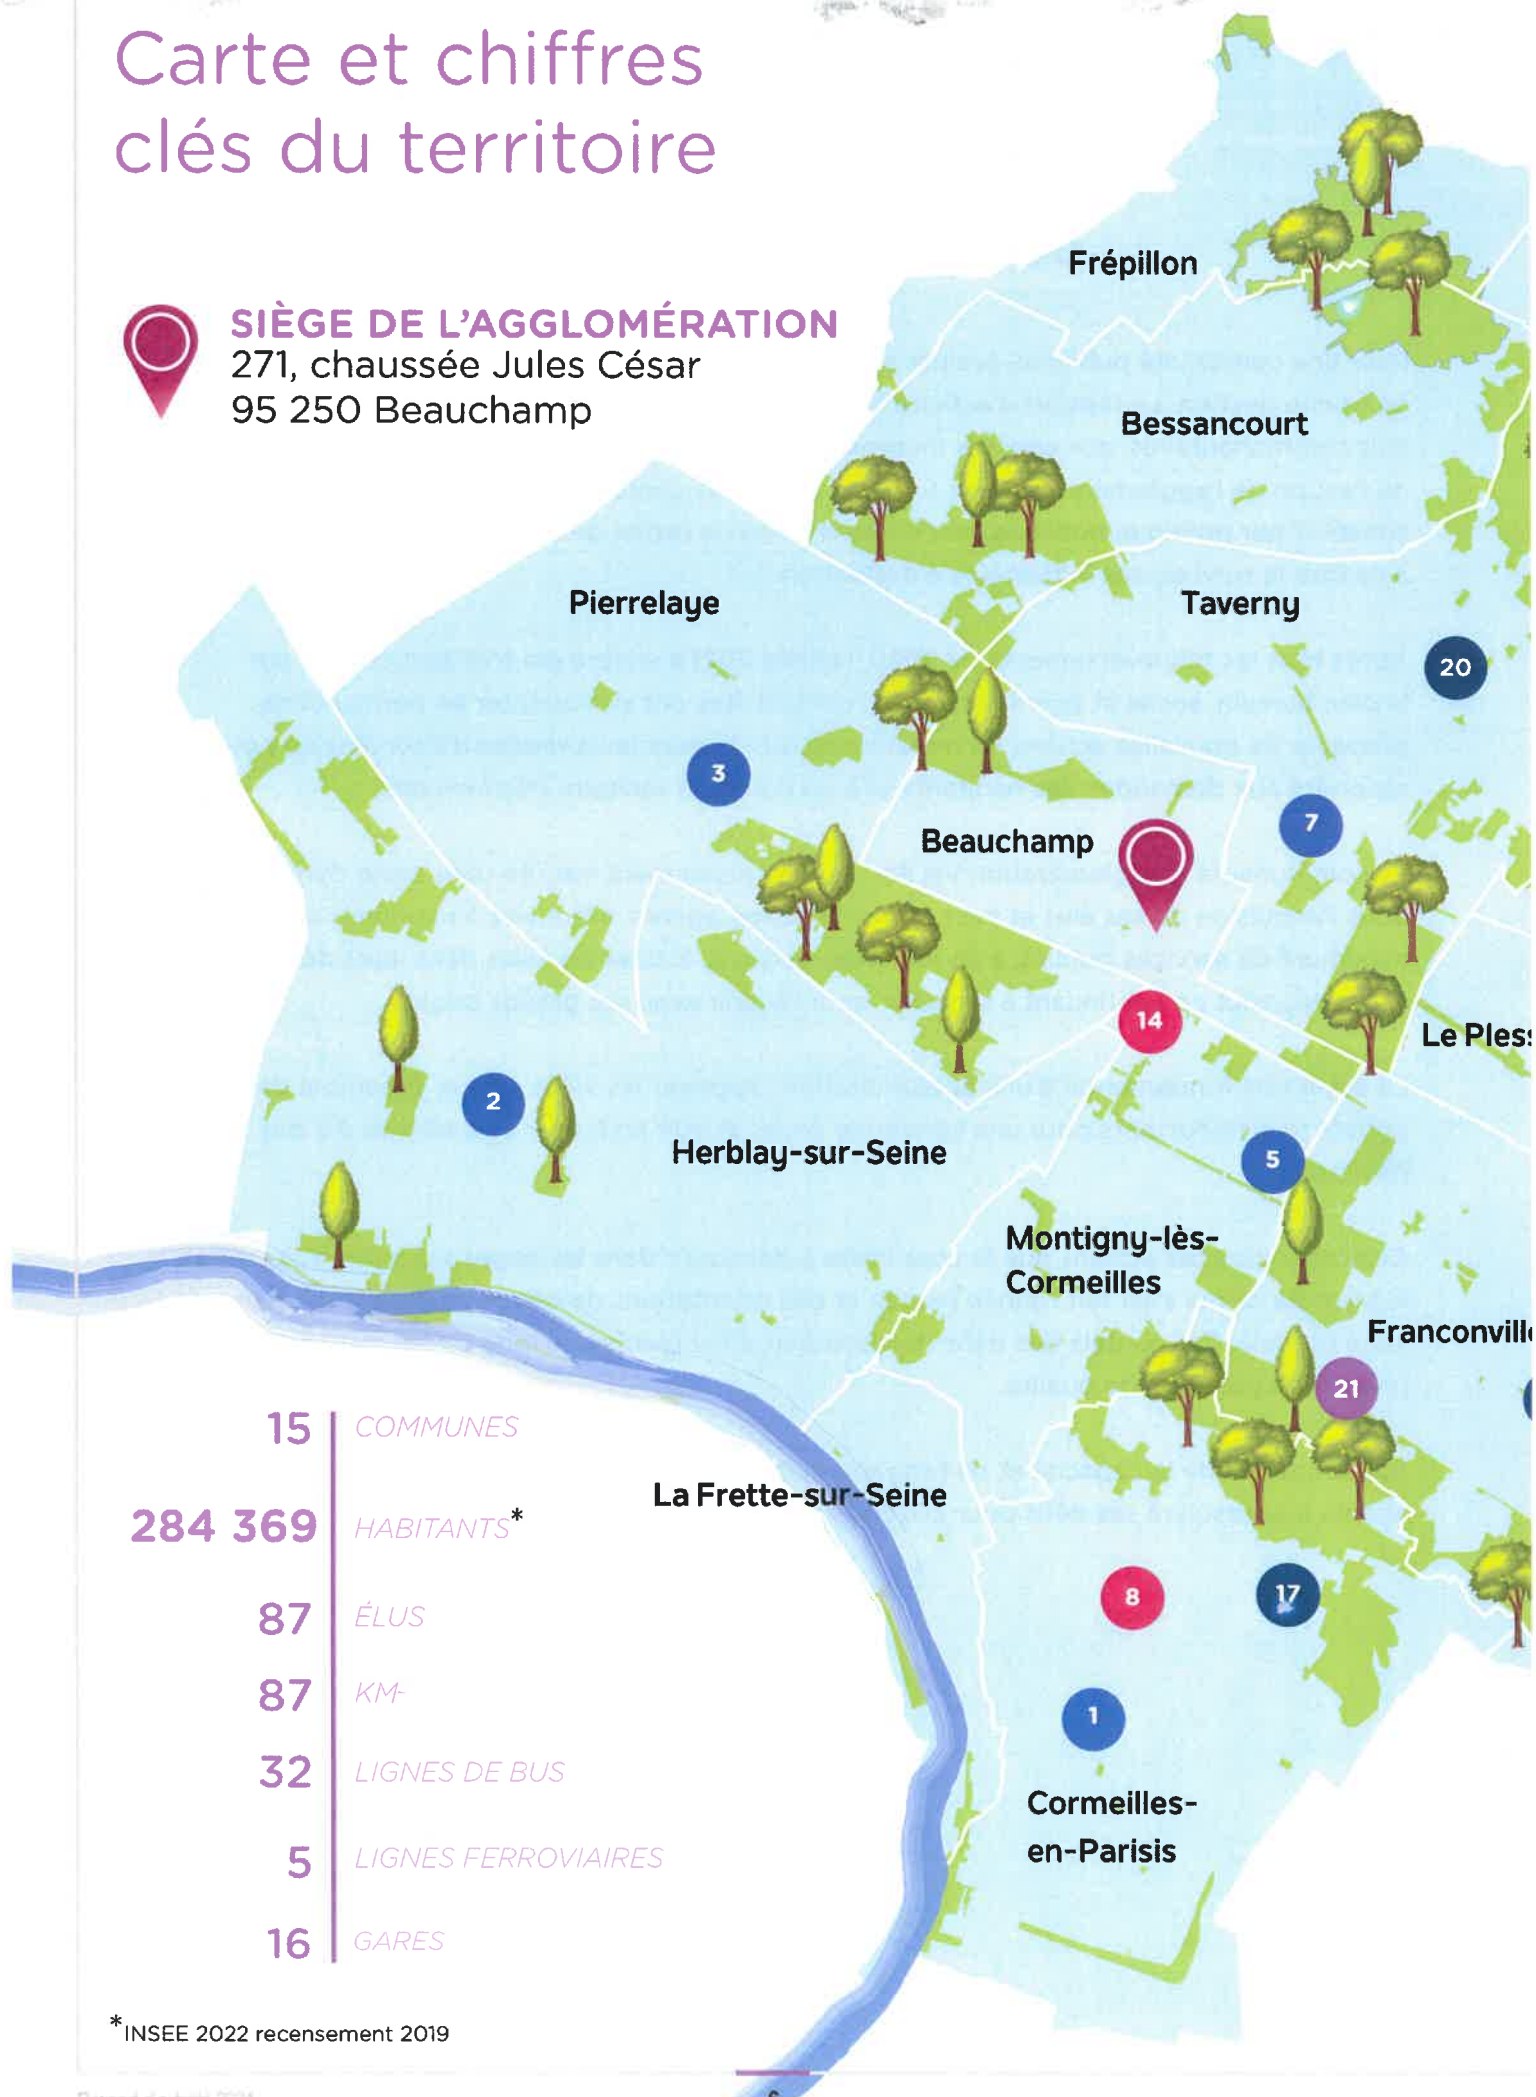 Carte et chiffres
clés du territoire
SIÈGE DE L'AGGLOMÉRATION
271, chaussée Jules César
95 250 Beauchamp
Frépillon
Bessancourt
Pierrelaye
Taverny
20
3
7
Beauchamp
14
Le Ples
2
5
Herblay-sur-Seine
Montigny-lès-
Cormeilles
Franconvill
21
La Frette-sur-Seine
8
17
1
Cormeilles-
en-Parisis
15 COMMUNES
284 369 HABITANTS*
87 ÉLUS
87 KM
32 LIGNES DE BUS
5 LIGNES FERROVIAIRES
16 GARES
*INSEE 2022 recensement 2019
6